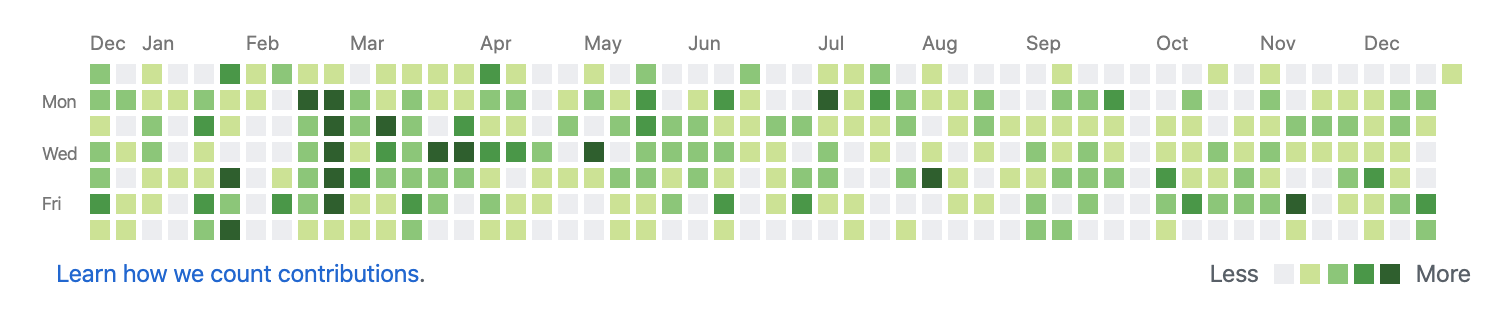 Dec Jan Feb Mar Apr May Jun Jul Aug Sep Oct Nov Dec
Mon
Wed
Fri
Learn how we count contributions.
Less More